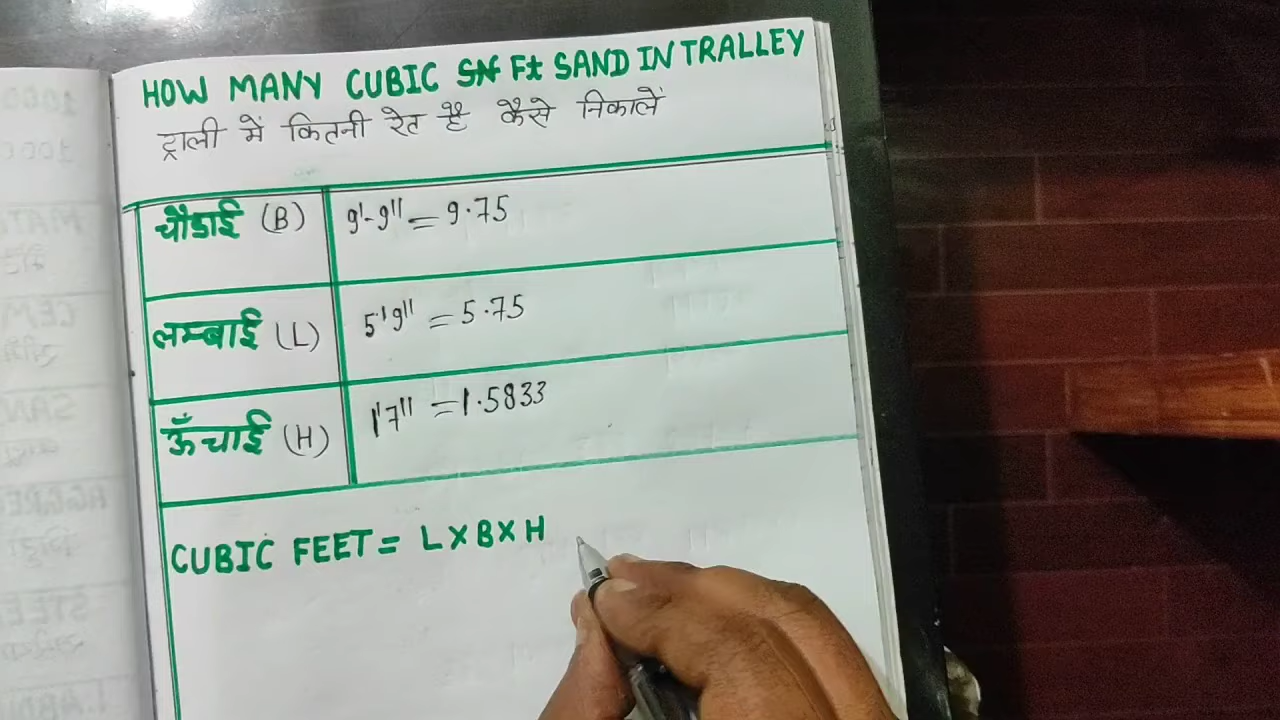 HOW MANY CUBIC Ft SAND IN TRALLEY
ट्राली में कितनी रेत है कैसे निकालें
चौडाई (B) 9'-9" = 9.75
लम्बाई (L) 5'9" = 5.75
ऊँचाई (H) 1'7" = 1.5833
CUBIC FEET = L X B X H